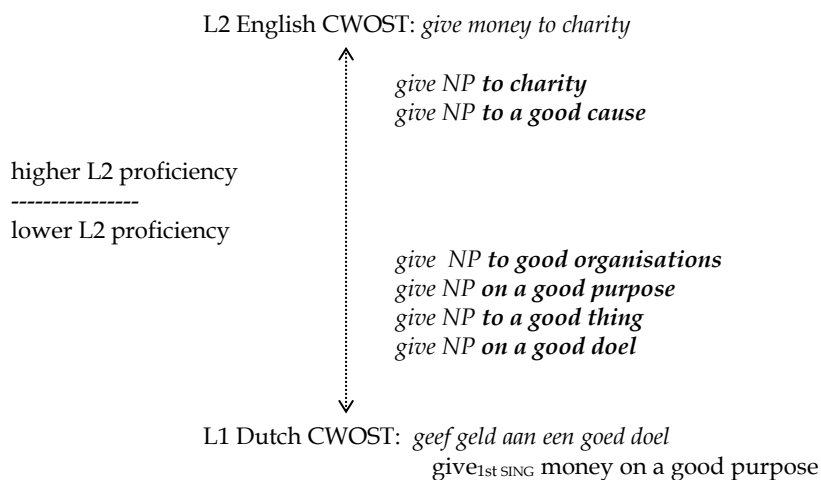 L2 English CWOST: give money to charity
give NP to charity
give NP to a good cause
higher L2 proficiency
----------------
lower L2 proficiency
give NP to good organisations
give NP on a good purpose
give NP to a good thing
give NP on a good doel
L1 Dutch CWOST: geef geld aan een goed doel
give1st SING money on a good purpose